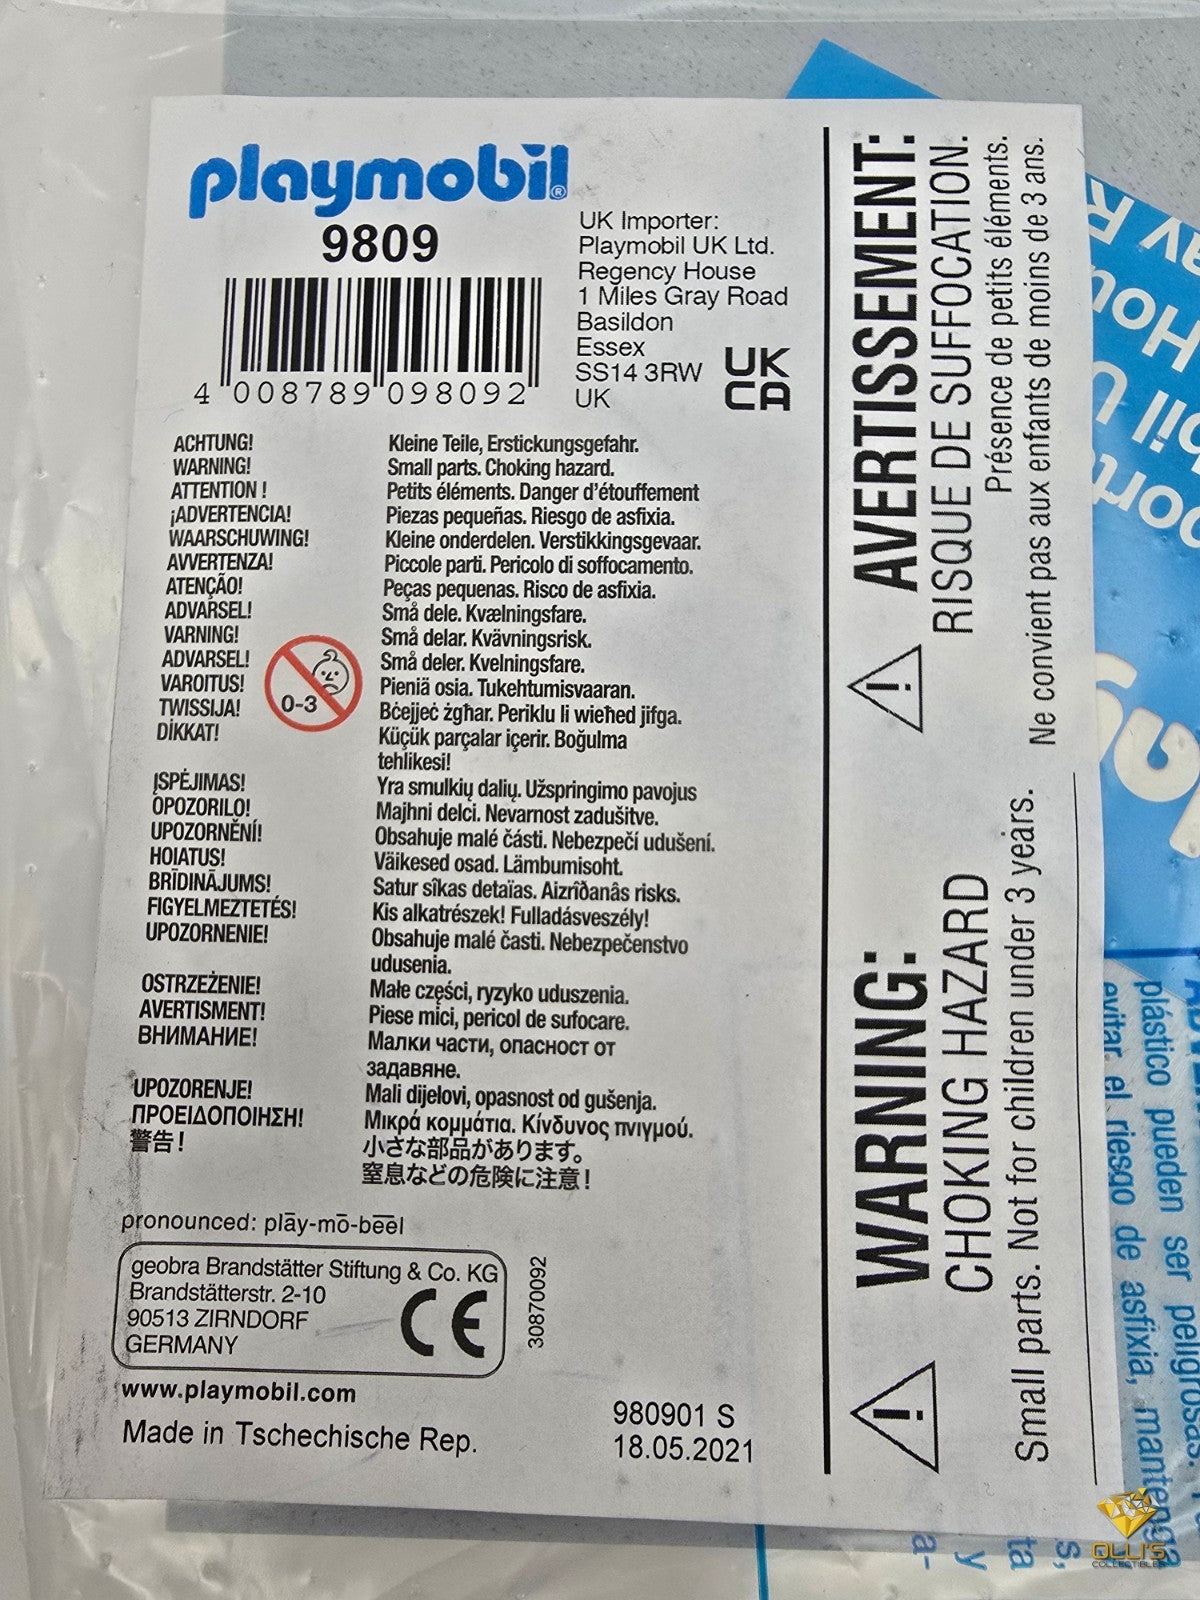 playmobil®
9809
4 008789 098092
UK Importer:
Playmobil UK Ltd.
Regency House
1 Miles Gray Road
Basildon
Essex
SS14 3RW
UK
UK
CA
ACHTUNG! Kleine Teile, Erstickungsgefahr.
WARNING! Small parts. Choking hazard.
ATTENTION ! Petits éléments. Danger d'étouffement
¡ADVERTENCIA! Piezas pequeñas. Riesgo de asfixia.
WAARSCHUWING! Kleine onderdelen. Verstikkingsgevaar.
AVVERTENZA! Piccole parti. Pericolo di soffocamento.
ATENÇÃO! Peças pequenas. Risco de asfixia.
ADVARSEL! Små dele. Kvælningsfare.
VARNING! Små delar. Kvävningsrisk.
ADVARSEL! Små deler. Kvelningsfare.
VAROITUS! Pieniä osia. Tukehtumisvaaran.
TWISSIJA! Bċejjeċ żgħar. Periklu li wieħed jifga.
DİKKAT! Küçük parçalar içerir. Boğulma
tehlikesi!
0-3
ĮSPĖJIMAS! Yra smulkių dalių. Užspringimo pavojus
OPOZORILO! Majhni delci. Nevarnost zadušitve.
UPOZORNĚNÍ! Obsahuje malé části. Nebezpečí udušení.
HOIATUS! Väikesed osad. Lämbumisoht.
BRĪDINĀJUMS! Satur sîkas detaïas. Aizrîðanâs risks.
FIGYELMEZTETÉS! Kis alkatrészek! Fulladásveszély!
UPOZORNENIE! Obsahuje malé časti. Nebezpečenstvo
udusenia.
OSTRZEŻENIE! Małe części, ryzyko uduszenia.
AVERTISMENT! Piese mici, pericol de sufocare.
ВНИМАНИЕ! Малки части, опасност от
задавяне.
UPOZORENJE! Mali dijelovi, opasnost od gušenja.
ΠΡΟΕΙΔΟΠΟΙΗΣΗ! Μικρά κομμάτια. Κίνδυνος πνιγμού.
警告！ 小さな部品があります。
窒息などの危険に注意！
pronounced: plāy-mō-bēēl
geobra Brandstätter Stiftung & Co. KG
Brandstätterstr. 2-10
90513 ZIRNDORF
GERMANY
CE
30870092
www.playmobil.com
Made in Tschechische Rep.
980901 S
18.05.2021
AVERTISSEMENT:
RISQUE DE SUFFOCATION.
Présence de petits éléments.
Ne convient pas aux enfants de moins de 3 ans.
WARNING:
CHOKING HAZARD
Small parts. Not for children under 3 years.
plástico pueden ser peligrosas.
evitar el riesgo de asfixia, mantenga
OLLI'S
COLLECTIBLES